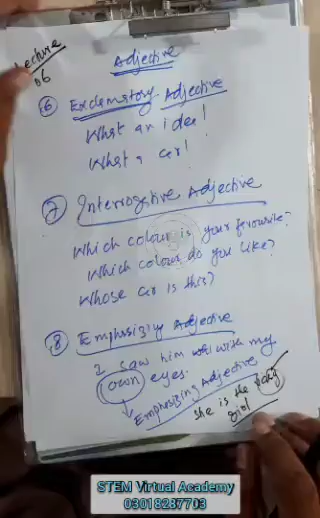 Lecture
06
Adjective
⑥ Exclamatory Adjective
What an idea!
What a car!
⑦ Interrogative Adjective
Which colour is your favourite?
Which colour do you like?
Whose car is this?
⑧ Emphasizing Adjective
I saw him with my
own eyes.
Emphasizing Adjective
She is the
girl
STEM Virtual Academy
03018287703